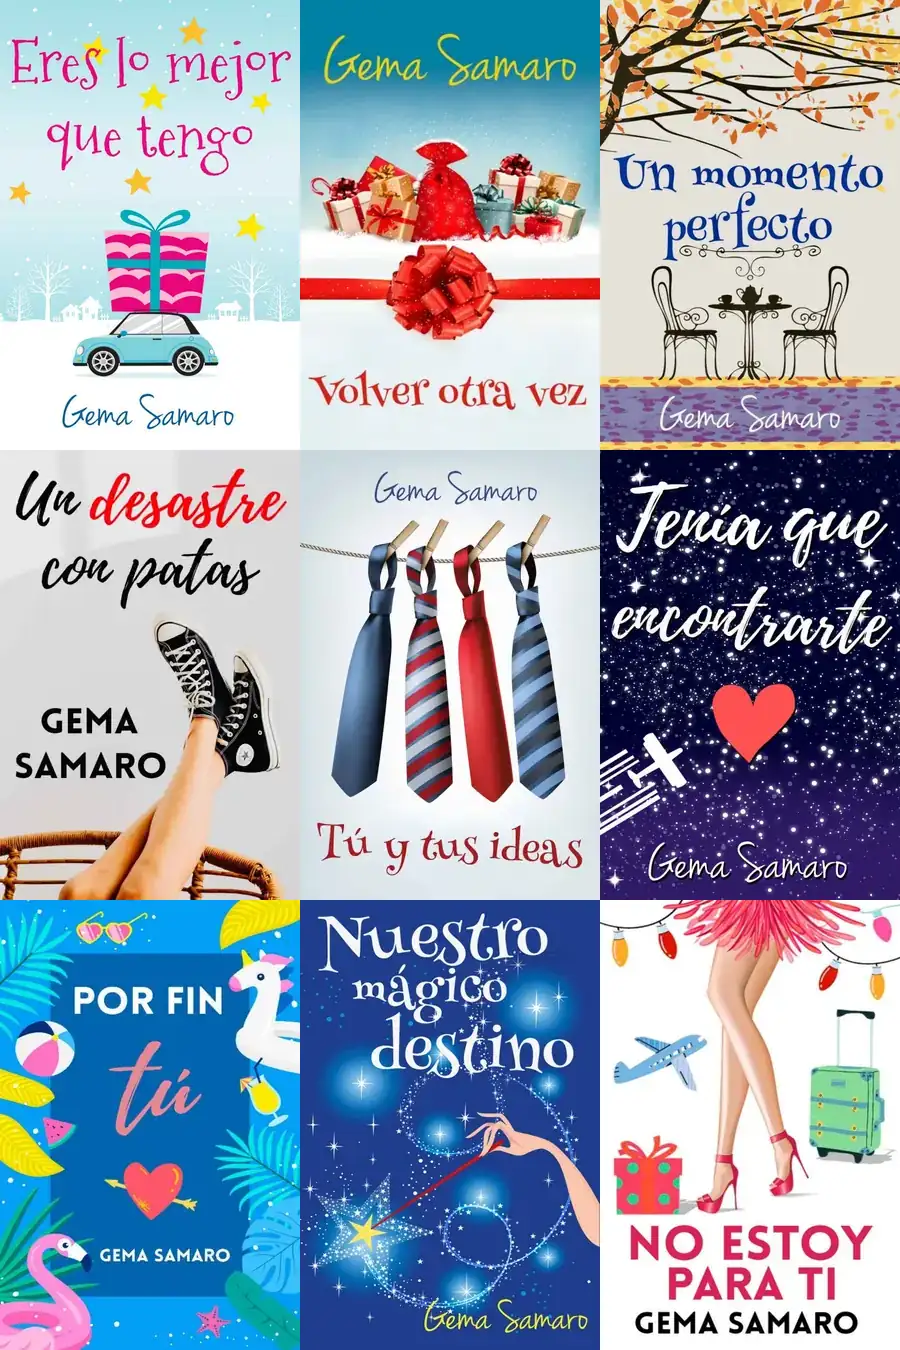 Eres lo mejor
que tengo
Gema Samaro
Gema Samaro
Volver otra vez
Un momento
perfecto
Gema Samaro
Un desastre
con patas
GEMA
SAMARO
Gema Samaro
Tú y tus ideas
Tenía que
encontrarte
Gema Samaro
POR FIN
tú
GEMA SAMARO
Nuestro
mágico
destino
Gema Samaro
NO ESTOY
PARA TI
GEMA SAMARO